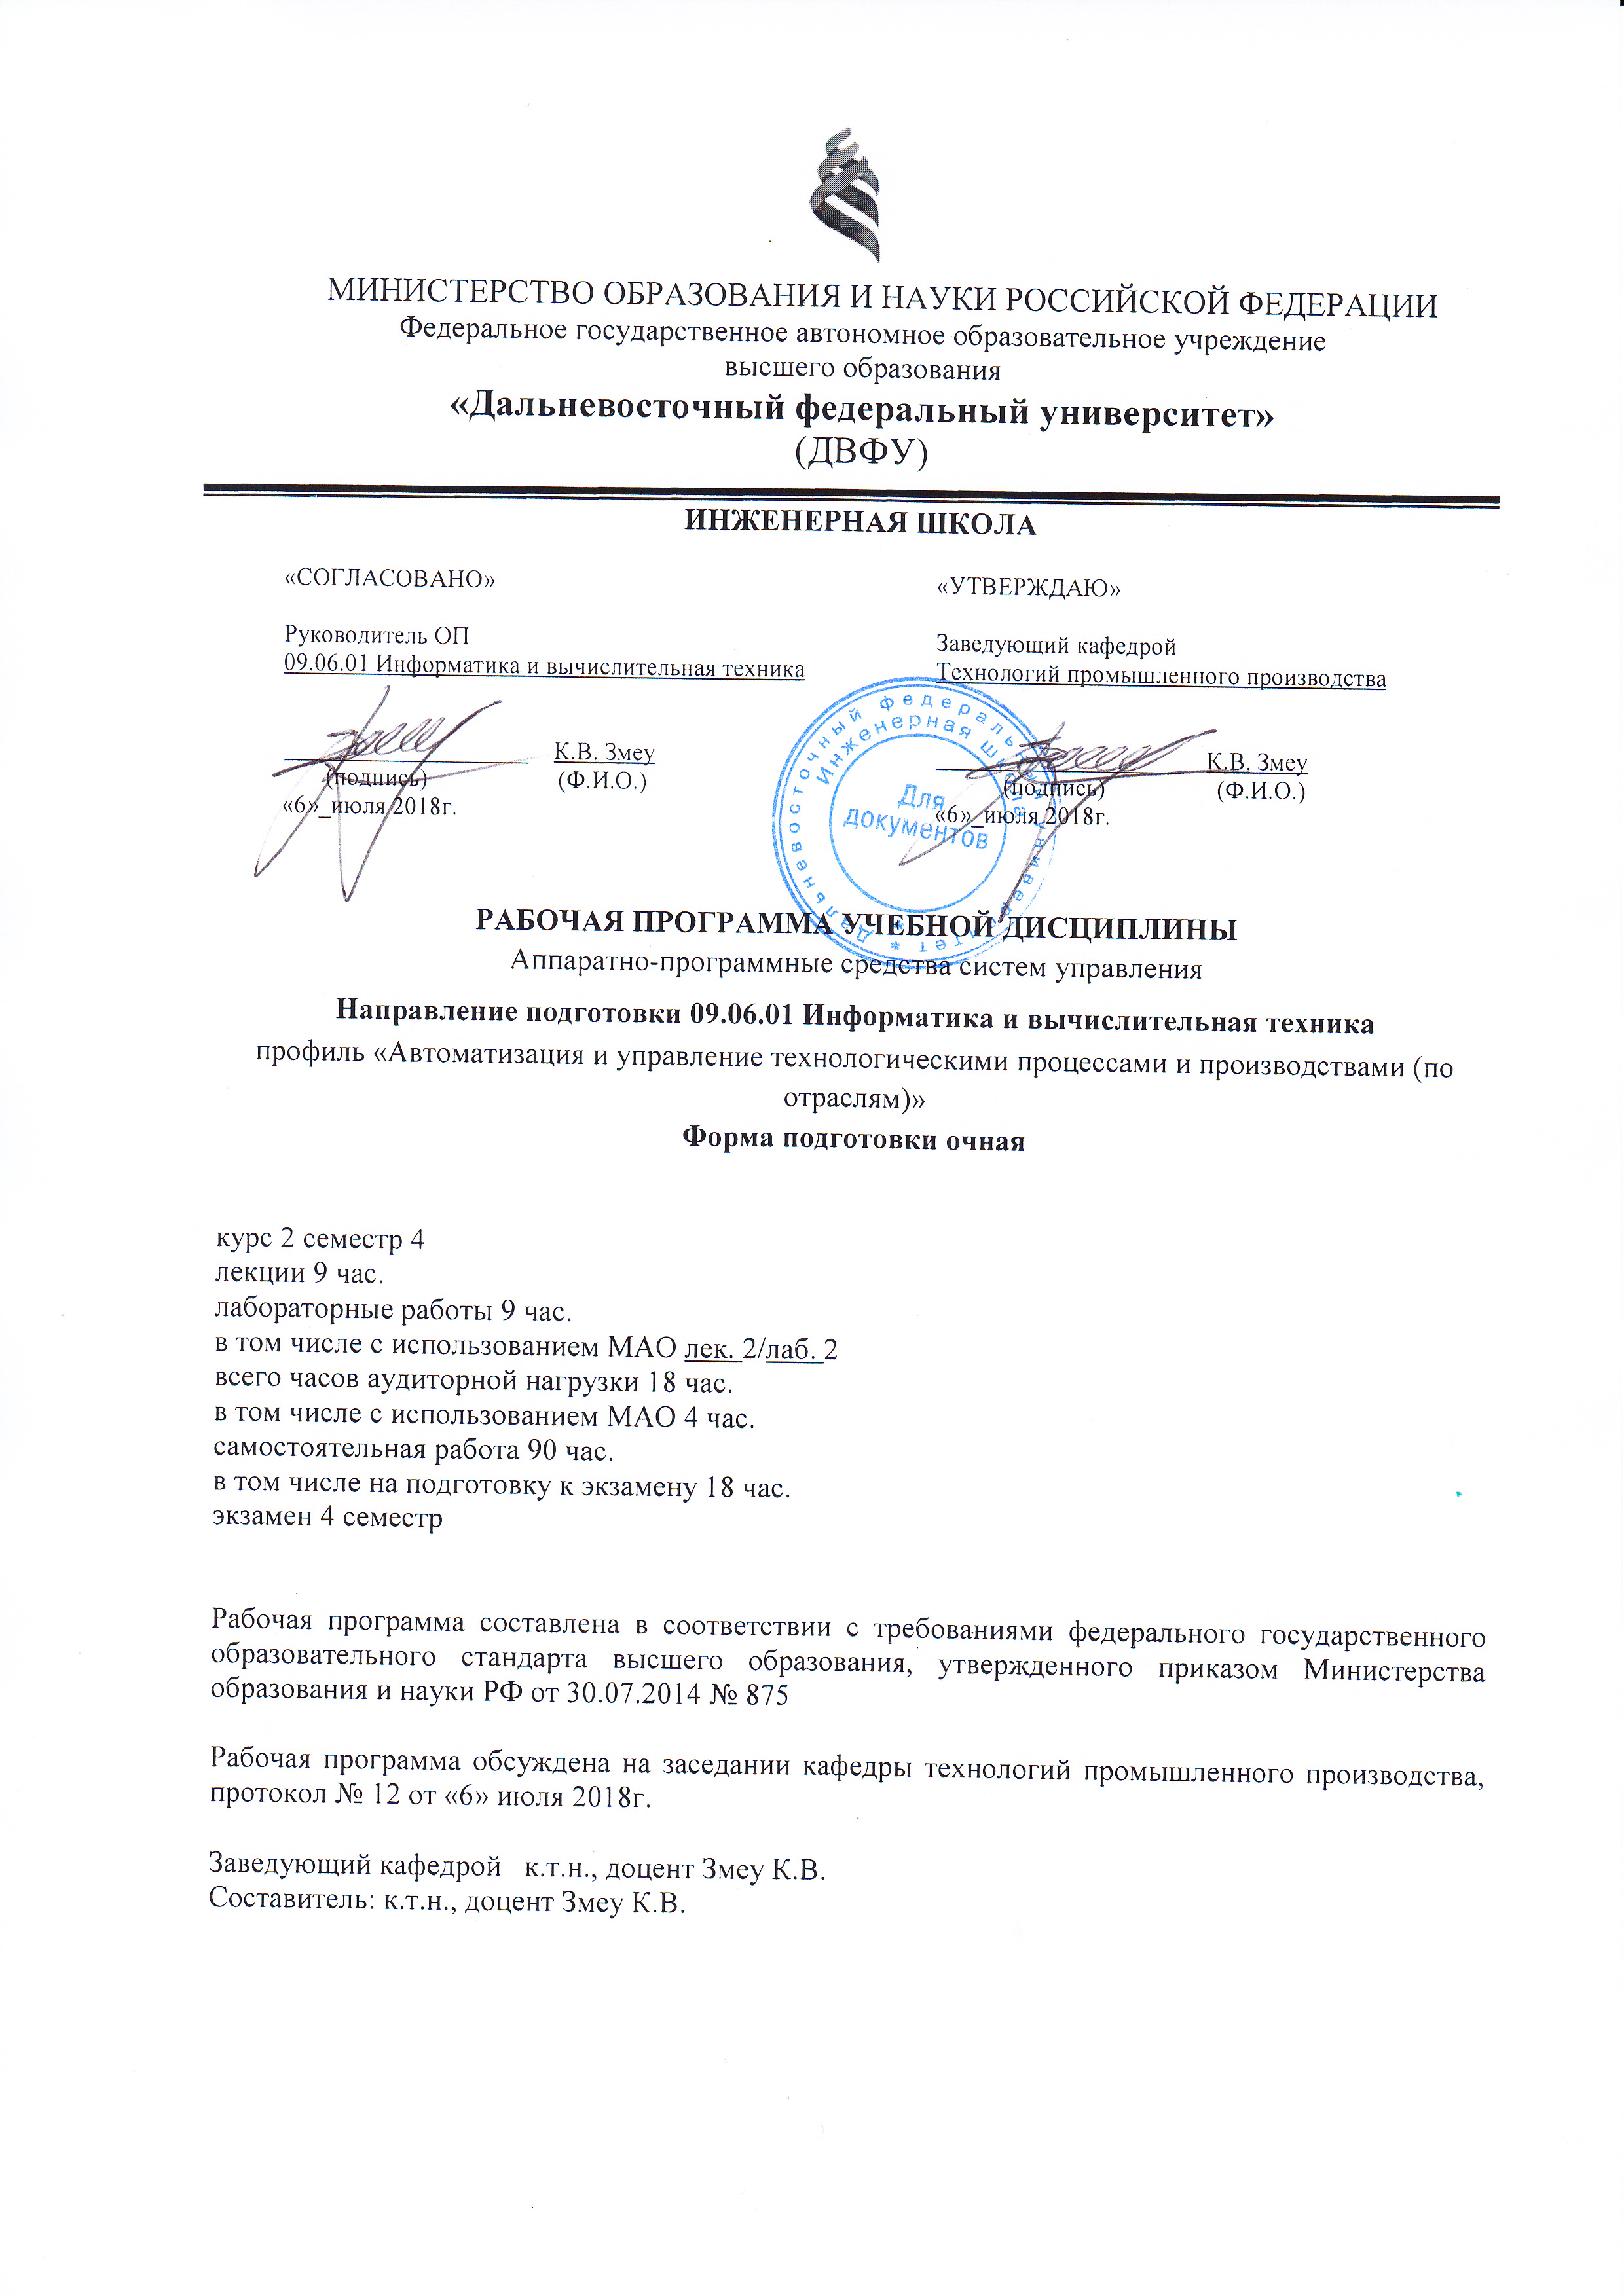 МИНИСТЕРСТВО ОБРАЗОВАНИЯ И НАУКИ РОССИЙСКОЙ ФЕДЕРАЦИИ
Федеральное государственное автономное образовательное учреждение
высшего образования
«Дальневосточный федеральный университет»
(ДВФУ)
ИНЖЕНЕРНАЯ ШКОЛА
«СОГЛАСОВАНО»
Руководитель ОП
09.06.01 Информатика и вычислительная техника
К.В. Змеу
(подпись) (Ф.И.О.)
«6»_июля 2018г.
«УТВЕРЖДАЮ»
Заведующий кафедрой
Технологий промышленного производства
К.В. Змеу
(подпись) (Ф.И.О.)
«6»_июля 2018г.
* Дальневосточный федеральный университет *
Инженерная школа
Для
документов
РАБОЧАЯ ПРОГРАММА УЧЕБНОЙ ДИСЦИПЛИНЫ
Аппаратно-программные средства систем управления
Направление подготовки 09.06.01 Информатика и вычислительная техника
профиль «Автоматизация и управление технологическими процессами и производствами (по
отраслям)»
Форма подготовки очная
курс 2 семестр 4
лекции 9 час.
лабораторные работы 9 час.
в том числе с использованием МАО лек. 2/лаб. 2
всего часов аудиторной нагрузки 18 час.
в том числе с использованием МАО 4 час.
самостоятельная работа 90 час.
в том числе на подготовку к экзамену 18 час.
экзамен 4 семестр
Рабочая программа составлена в соответствии с требованиями федерального государственного
образовательного стандарта высшего образования, утвержденного приказом Министерства
образования и науки РФ от 30.07.2014 № 875
Рабочая программа обсуждена на заседании кафедры технологий промышленного производства,
протокол № 12 от «6» июля 2018г.
Заведующий кафедрой к.т.н., доцент Змеу К.В.
Составитель: к.т.н., доцент Змеу К.В.